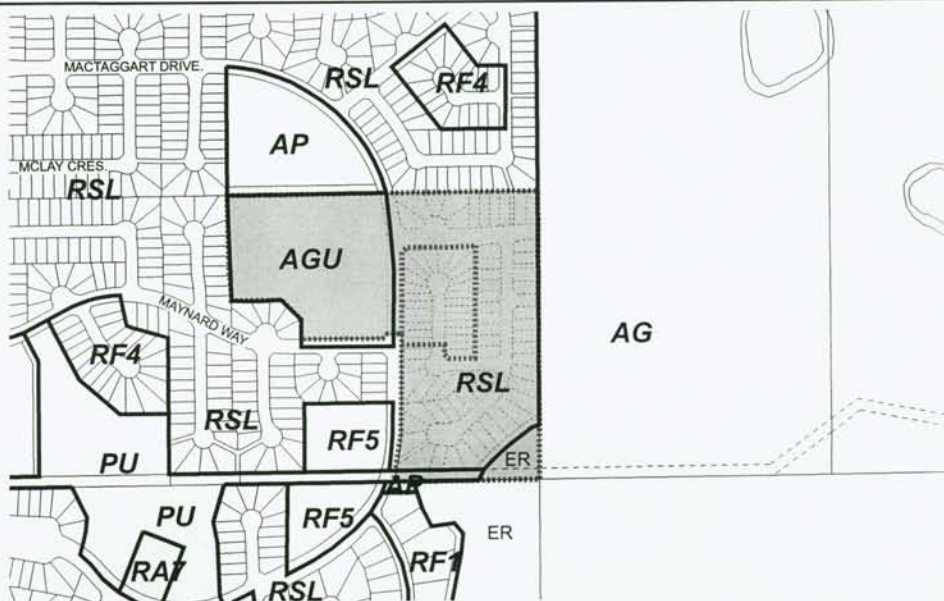 MACTAGGART DRIVE.
RSL
RF4
AP
MCLAY CRES.
RSL
AGU
MAYNARD WAY
AG
RF4
RSL
RSL
RF5
PU
ER
AP
PU
RF5
ER
RF1
RA7
RSL